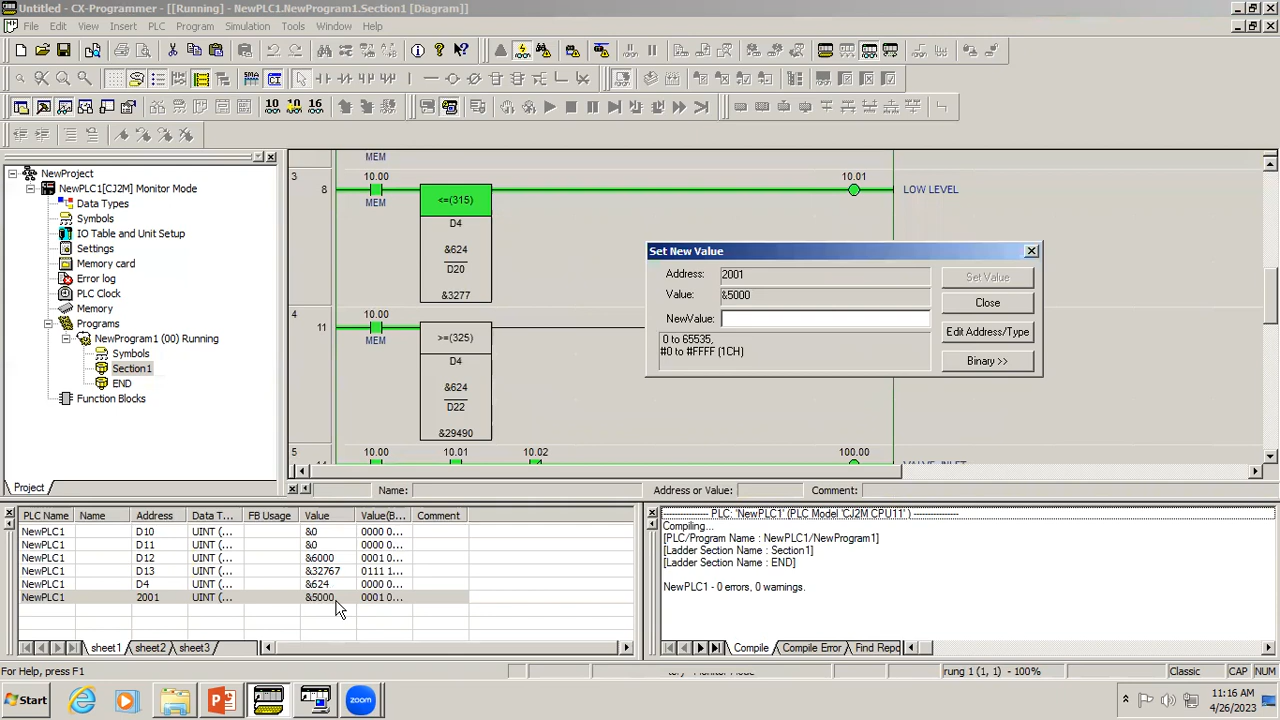 Untitled - CX-Programmer - [[Running] - NewPLC1.NewProgram1.Section1 [Diagram]]
File Edit View Insert PLC Program Simulation Tools Window Help
10 10 16
NewProject
NewPLC1[CJ2M] Monitor Mode
Data Types
Symbols
IO Table and Unit Setup
Settings
Memory card
Error log
PLC Clock
Memory
Programs
NewProgram1 (00) Running
Symbols
Section1
END
Function Blocks
Project
MEM
3
8
10.00
MEM
<=(315)
D4
&624
D20
&3277
10.01
LOW LEVEL
4
11
10.00
MEM
>=(325)
D4
&624
D22
&29490
5
10.00 10.01 10.02 100.00
Set New Value
Address: 2001
Value: &5000
NewValue:
0 to 65535,
#0 to #FFFF (1CH)
Set Value
Close
Edit Address/Type
Binary >>
Name: Address or Value: Comment:
PLC Name Name Address Data T... FB Usage Value Value(B... Comment
NewPLC1 D10 UINT (... &0 0000 0...
NewPLC1 D11 UINT (... &0 0000 0...
NewPLC1 D12 UINT (... &6000 0001 0...
NewPLC1 D13 UINT (... &32767 0111 1...
NewPLC1 D4 UINT (... &624 0000 0...
NewPLC1 2001 UINT (... &5000 0001 0...
sheet1 sheet2 sheet3
--------------- PLC: 'NewPLC1' (PLC Model 'CJ2M CPU11' ) ---------------
Compiling...
[PLC/Program Name : NewPLC1/NewProgram1]
[Ladder Section Name : Section1]
[Ladder Section Name : END]
NewPLC1 - 0 errors, 0 warnings.
Compile Compile Error Find Repo
For Help, press F1
rung 1 (1, 1) - 100% Classic CAP NUM
Start
zoom
11:16 AM
4/26/2023